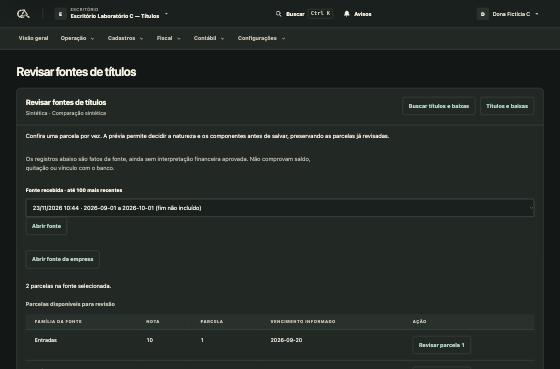 CA
ESCRITÓRIO
E Escritório Laboratório C — Títulos
Buscar Ctrl K
Avisos
D Dona Fictícia C
Visão geral Operação Cadastros Fiscal Contábil Configurações
Revisar fontes de títulos
Revisar fontes de títulos
Sintética · Comparação sintética
Buscar títulos e baixas Títulos e baixas
Confira uma parcela por vez. A prévia permite decidir a natureza e os componentes antes de salvar, preservando as parcelas já revisadas.
Os registros abaixo são fatos da fonte, ainda sem interpretação financeira aprovada. Não comprovam saldo,
quitação ou vínculo com o banco.
Fonte recebida · até 100 mais recentes
23/11/2026 10:44 · 2026-09-01 a 2026-10-01 (fim não incluído)
Abrir fonte
Abrir fonte da empresa
2 parcelas na fonte selecionada.
Parcelas disponíveis para revisão
FAMÍLIA DA FONTE NOTA PARCELA VENCIMENTO INFORMADO AÇÃO
Entradas 10 1 2026-09-20 Revisar parcela 1